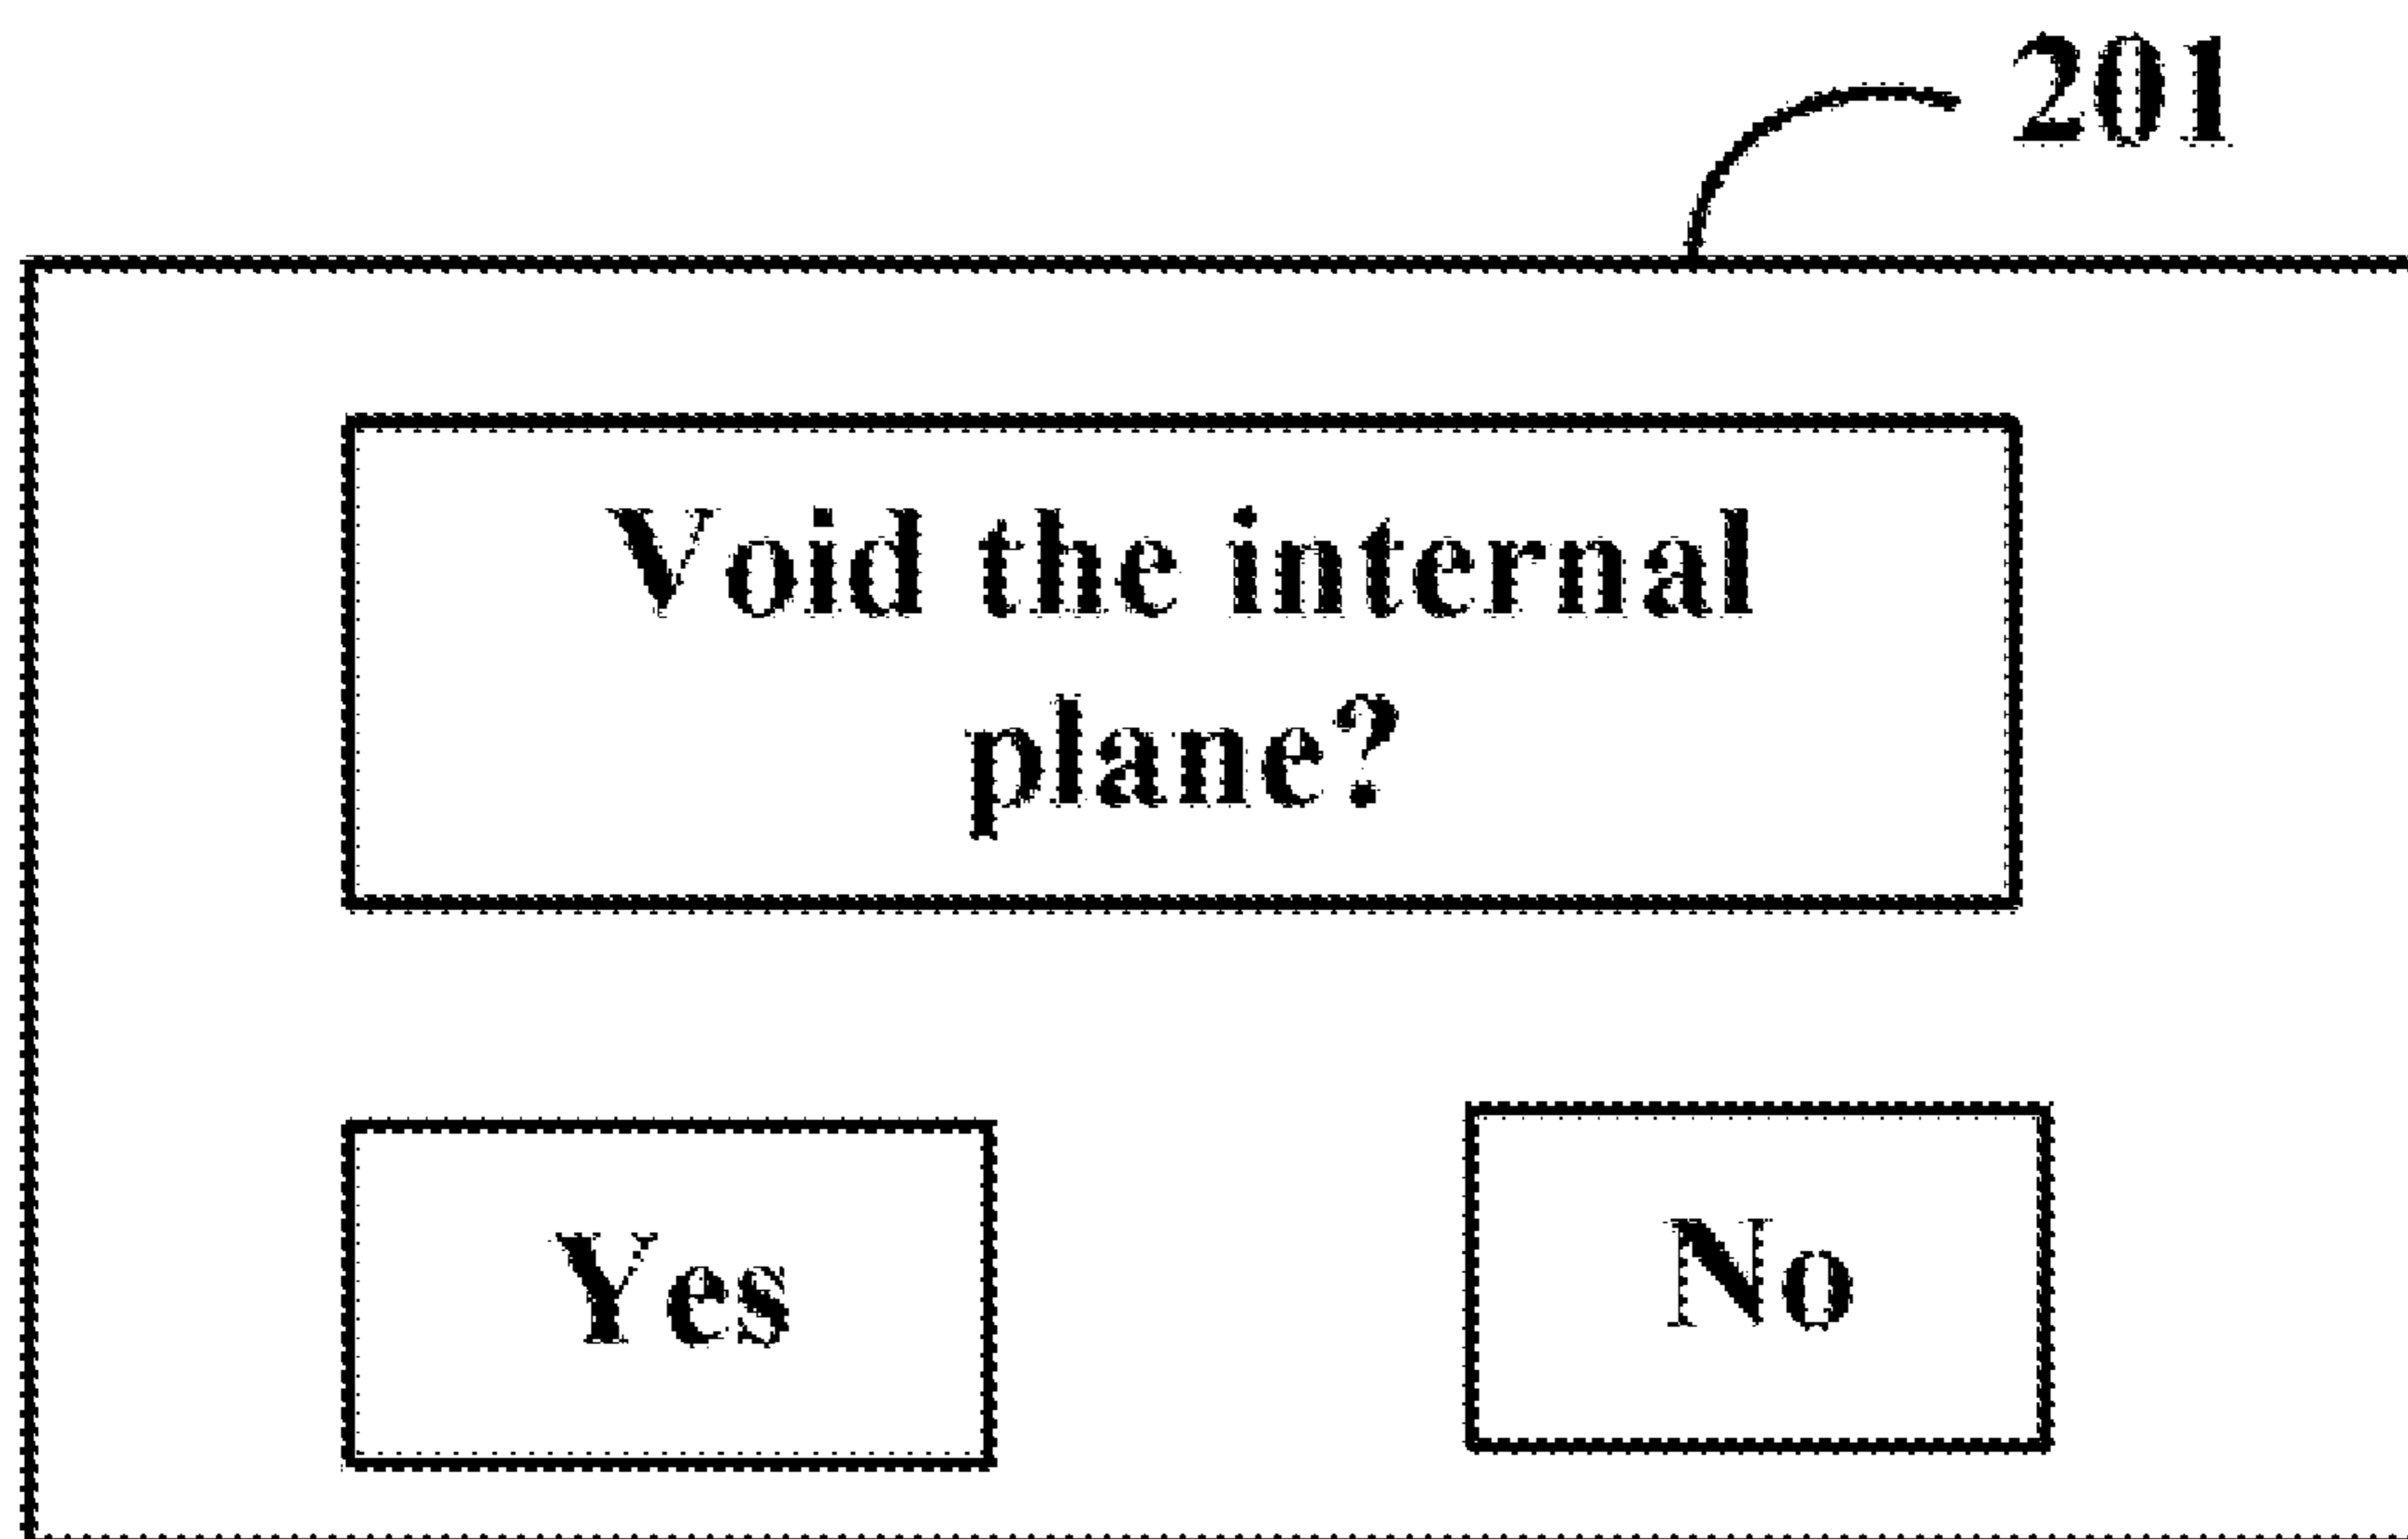 201
Void the internal
plane?
Yes
No